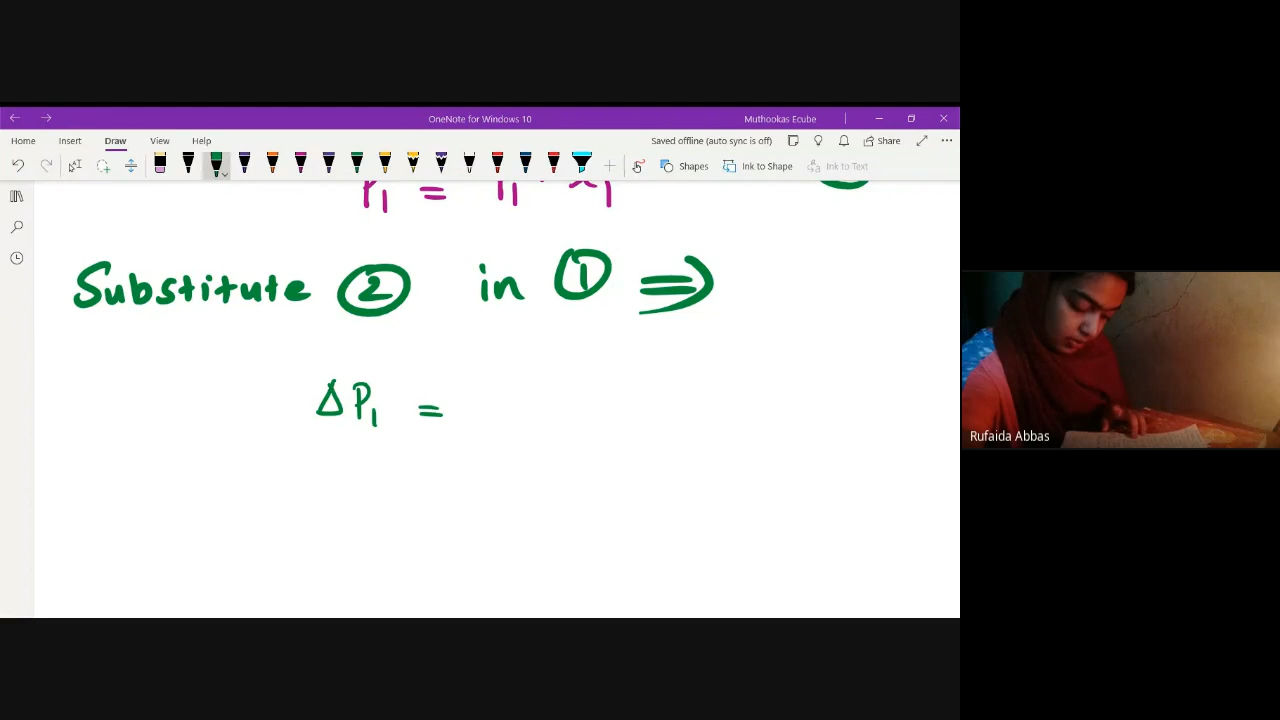 OneNote for Windows 10
Muthookas Ecube
Home Insert Draw View Help
Saved offline (auto sync is off)
Share
Shapes
Ink to Shape
Ink to Text
P₁ =
Substitute ② in ① ⇒
ΔP₁ =
Rufaida Abbas